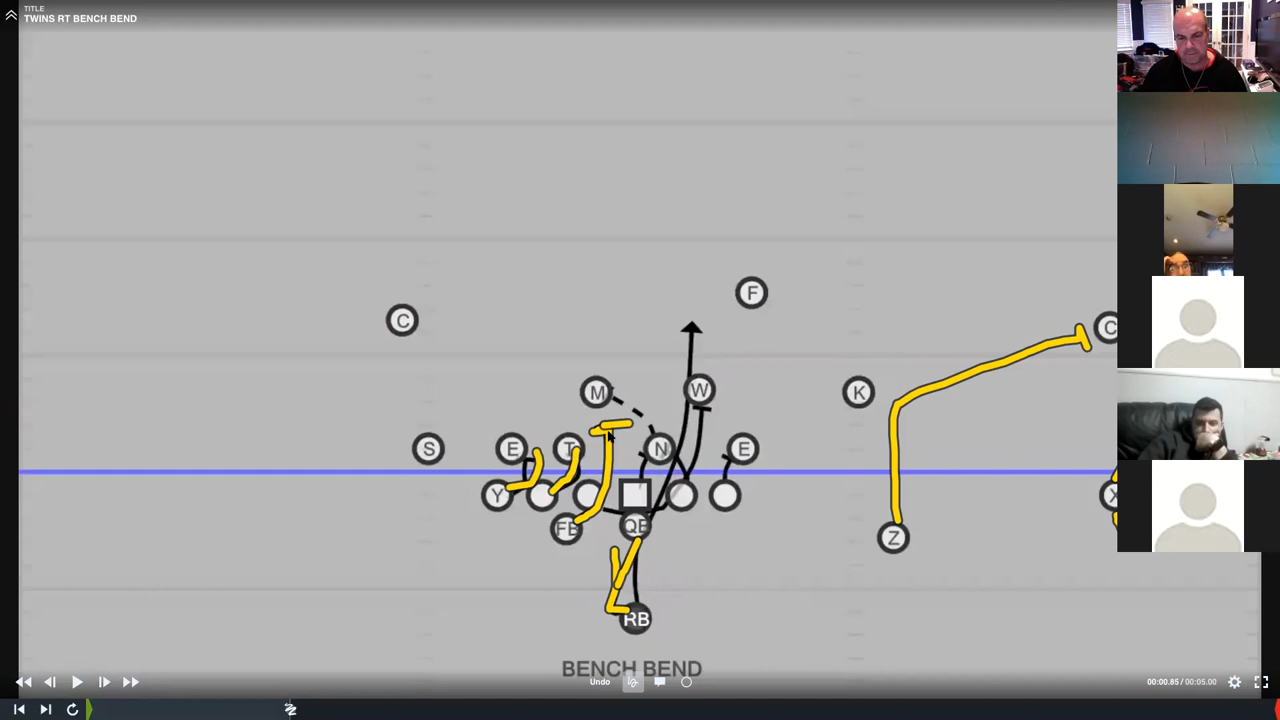 TITLE
TWINS RT BENCH BEND
F
C
C
M
W
K
S
E
T
N
E
Y
X
FB
QB
Z
RB
BENCH BEND
Undo
00:00.85 / 00:05.00